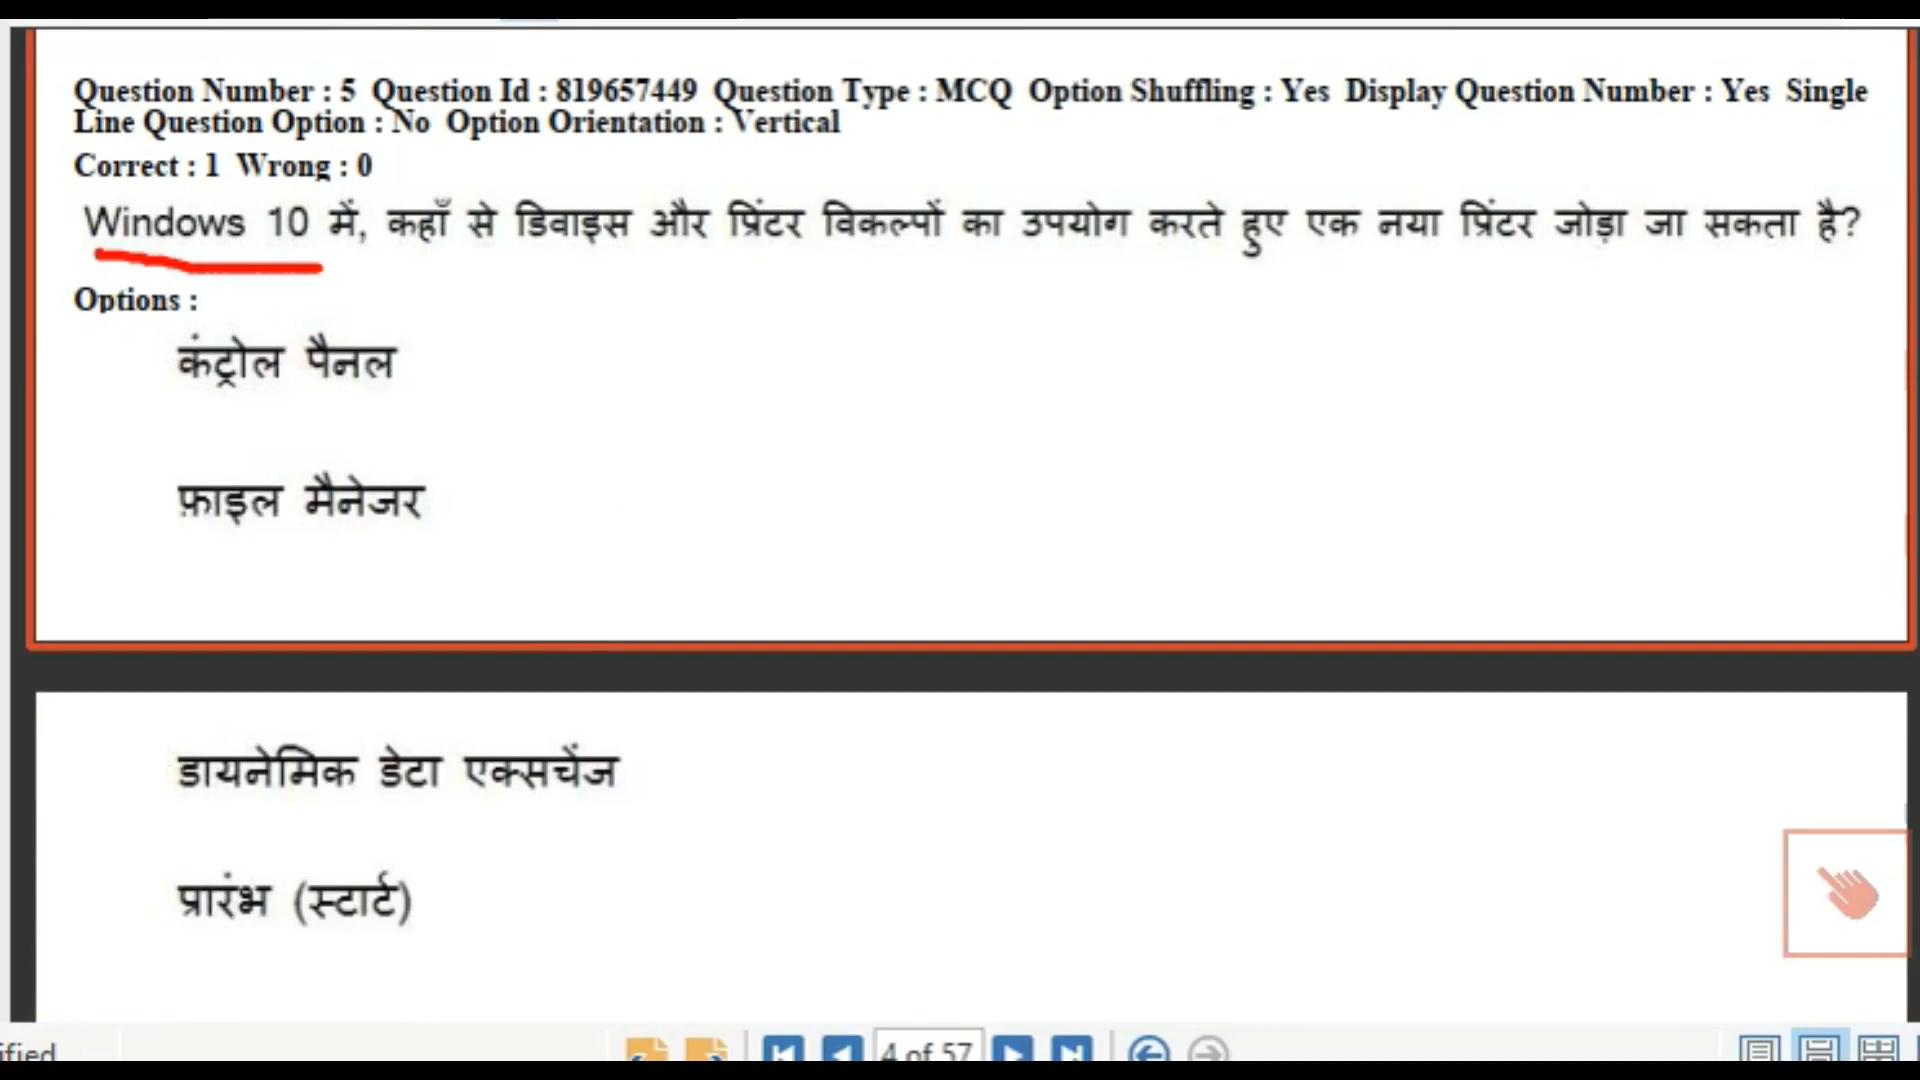 Question Number : 5 Question Id : 819657449 Question Type : MCQ Option Shuffling : Yes Display Question Number : Yes Single
Line Question Option : No Option Orientation : Vertical
Correct : 1 Wrong : 0
Windows 10 में, कहाँ से डिवाइस और प्रिंटर विकल्पों का उपयोग करते हुए एक नया प्रिंटर जोड़ा जा सकता है?
Options :
कंट्रोल पैनल
फ़ाइल मैनेजर
डायनेमिक डेटा एक्सचेंज
प्रारंभ (स्टार्ट)
4 of 57